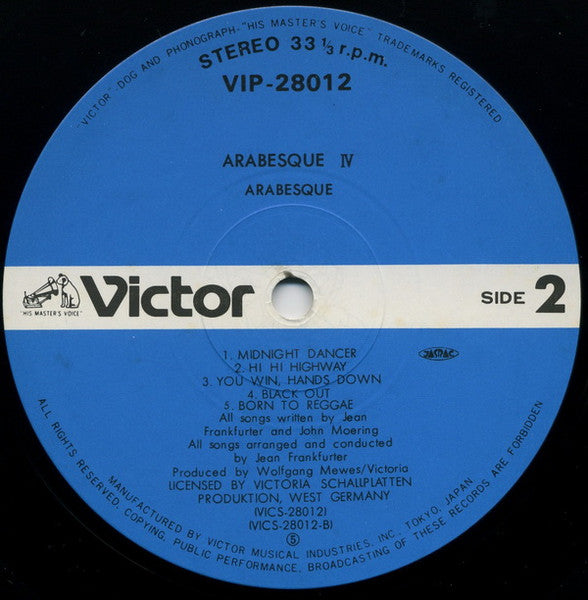 "VICTOR"-DOG AND PHONOGRAPH-"HIS MASTER'S VOICE" TRADEMARKS REGISTERED
STEREO 33 1/3 r.p.m.
VIP-28012
ARABESQUE IV
ARABESQUE
"HIS MASTER'S VOICE"
Victor
SIDE 2
1. MIDNIGHT DANCER
JASRAC
2. HI HI HIGHWAY
3. YOU WIN, HANDS DOWN
4. BLACK OUT
5. BORN TO REGGAE
All songs written by Jean
Frankfurter and John Moering
All songs arranged and conducted
by Jean Frankfurter
Produced by Wolfgang Mewes/Victoria
LICENSED BY VICTORIA SCHALLPLATTEN
PRODUKTION, WEST GERMANY
(VICS-28012)
(VICS-28012-B)
Ⓢ
MANUFACTURED BY VICTOR MUSICAL INDUSTRIES, INC., TOKYO, JAPAN
ALL RIGHTS RESERVED. COPYING, PUBLIC PERFORMANCE, BROADCASTING OF THESE RECORDS ARE FORBIDDEN